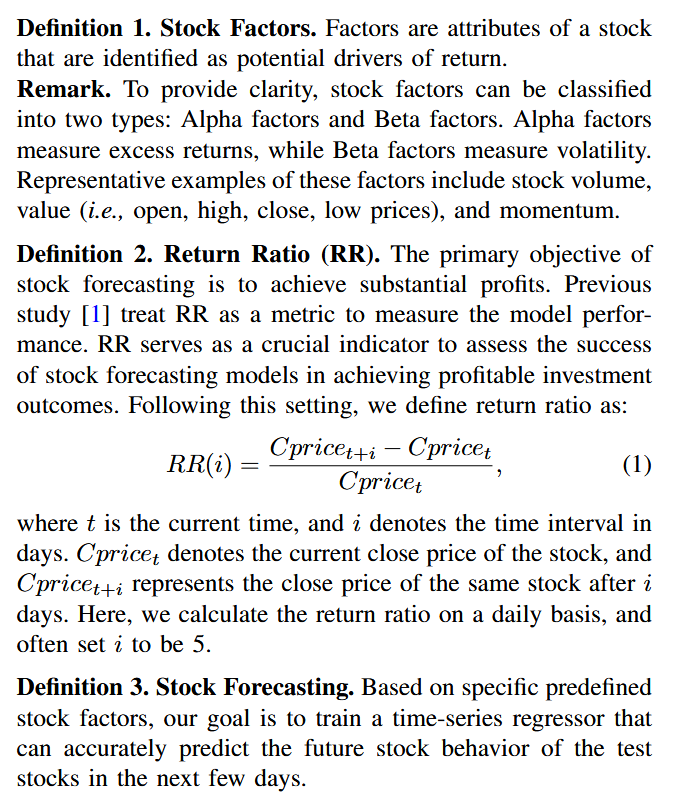 Definition 1. Stock Factors. Factors are attributes of a stock
that are identified as potential drivers of return.
Remark. To provide clarity, stock factors can be classified
into two types: Alpha factors and Beta factors. Alpha factors
measure excess returns, while Beta factors measure volatility.
Representative examples of these factors include stock volume,
value (i.e., open, high, close, low prices), and momentum.
Definition 2. Return Ratio (RR). The primary objective of
stock forecasting is to achieve substantial profits. Previous
study [1] treat RR as a metric to measure the model perfor-
mance. RR serves as a crucial indicator to assess the success
of stock forecasting models in achieving profitable investment
outcomes. Following this setting, we define return ratio as:
RR(i) = \frac{Cprice_{t+i} - Cprice_t}{Cprice_t}, (1)
where t is the current time, and i denotes the time interval in
days. Cprice_t denotes the current close price of the stock, and
Cprice_{t+i} represents the close price of the same stock after i
days. Here, we calculate the return ratio on a daily basis, and
often set i to be 5.
Definition 3. Stock Forecasting. Based on specific predefined
stock factors, our goal is to train a time-series regressor that
can accurately predict the future stock behavior of the test
stocks in the next few days.